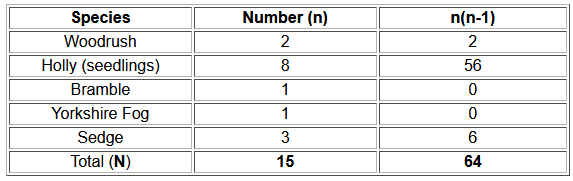 Species Number (n) n(n-1)
Woodrush 2 2
Holly (seedlings) 8 56
Bramble 1 0
Yorkshire Fog 1 0
Sedge 3 6
Total (N) 15 64